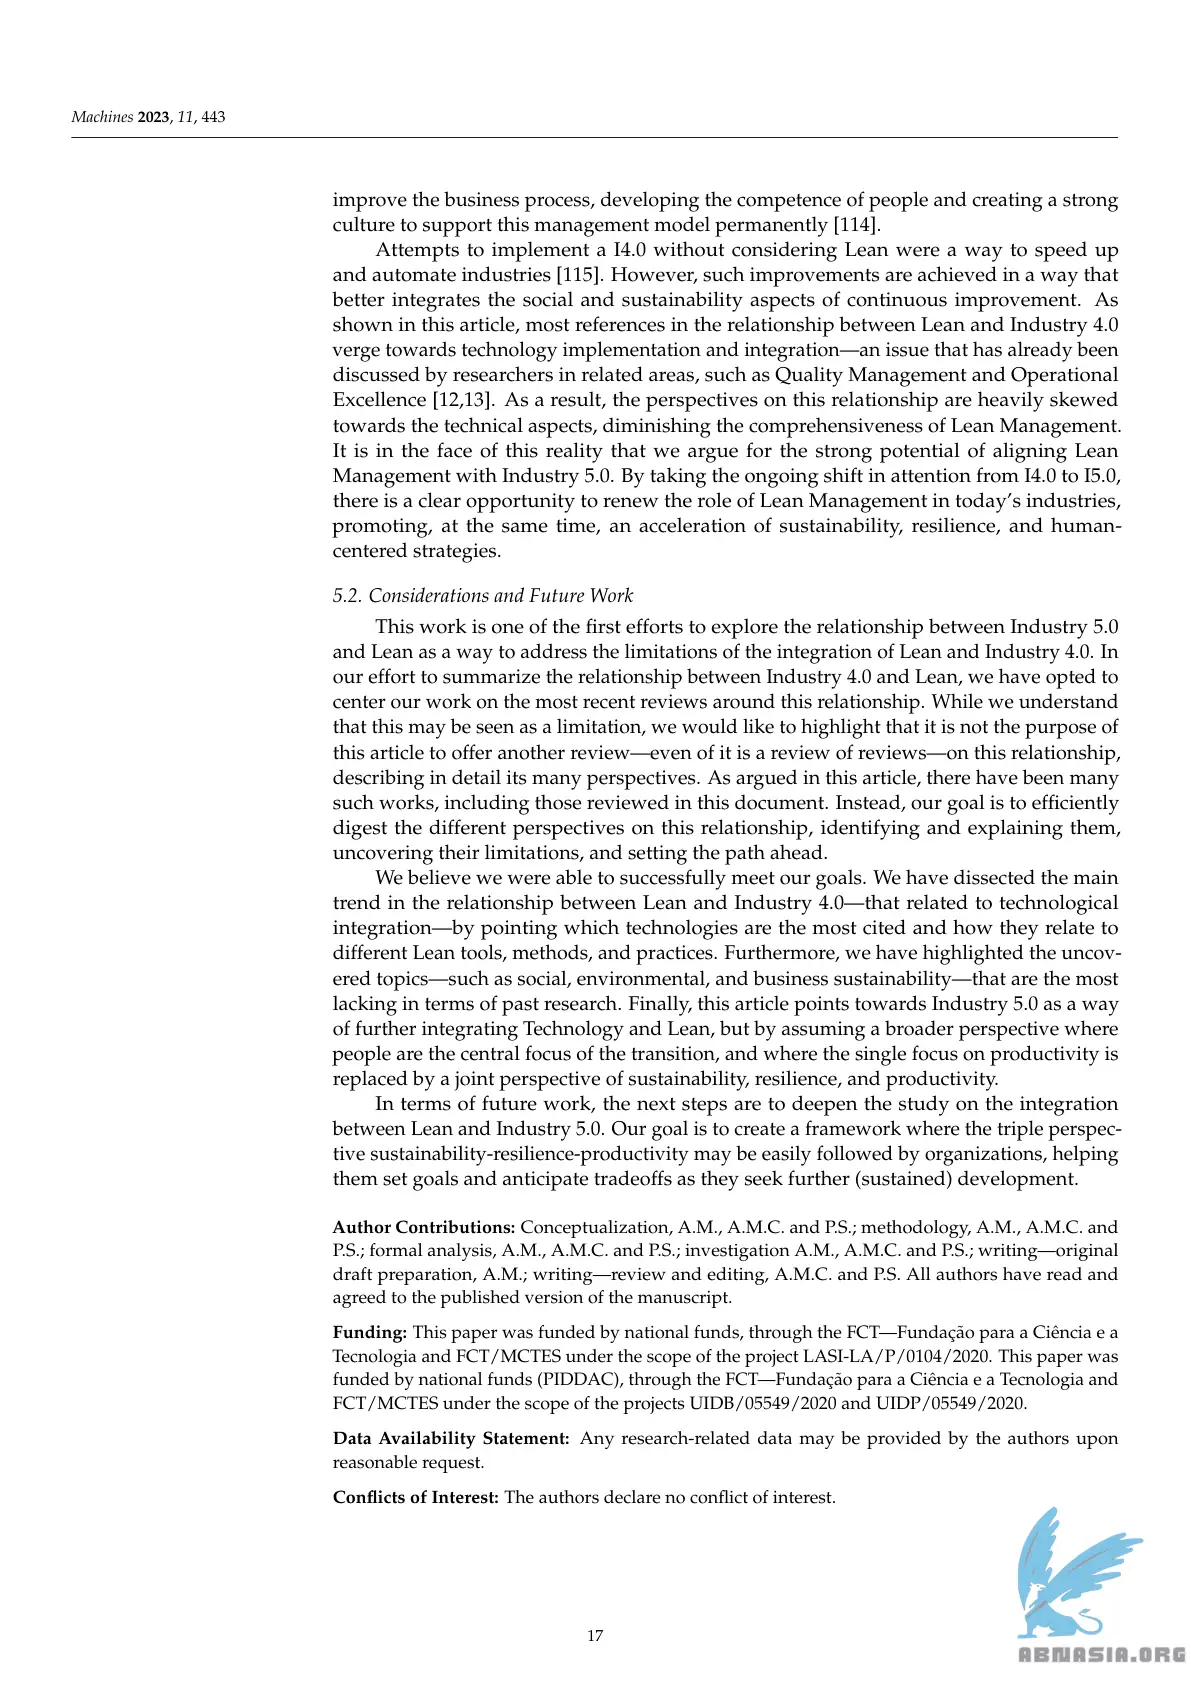 Machines 2023, 11, 443
improve the business process, developing the competence of people and creating a strong
culture to support this management model permanently [114].
Attempts to implement a I4.0 without considering Lean were a way to speed up
and automate industries [115]. However, such improvements are achieved in a way that
better integrates the social and sustainability aspects of continuous improvement. As
shown in this article, most references in the relationship between Lean and Industry 4.0
verge towards technology implementation and integration—an issue that has already been
discussed by researchers in related areas, such as Quality Management and Operational
Excellence [12,13]. As a result, the perspectives on this relationship are heavily skewed
towards the technical aspects, diminishing the comprehensiveness of Lean Management.
It is in the face of this reality that we argue for the strong potential of aligning Lean
Management with Industry 5.0. By taking the ongoing shift in attention from I4.0 to I5.0,
there is a clear opportunity to renew the role of Lean Management in today's industries,
promoting, at the same time, an acceleration of sustainability, resilience, and human-
centered strategies.
5.2. Considerations and Future Work
This work is one of the first efforts to explore the relationship between Industry 5.0
and Lean as a way to address the limitations of the integration of Lean and Industry 4.0. In
our effort to summarize the relationship between Industry 4.0 and Lean, we have opted to
center our work on the most recent reviews around this relationship. While we understand
that this may be seen as a limitation, we would like to highlight that it is not the purpose of
this article to offer another review—even of it is a review of reviews—on this relationship,
describing in detail its many perspectives. As argued in this article, there have been many
such works, including those reviewed in this document. Instead, our goal is to efficiently
digest the different perspectives on this relationship, identifying and explaining them,
uncovering their limitations, and setting the path ahead.
We believe we were able to successfully meet our goals. We have dissected the main
trend in the relationship between Lean and Industry 4.0—that related to technological
integration—by pointing which technologies are the most cited and how they relate to
different Lean tools, methods, and practices. Furthermore, we have highlighted the uncov-
ered topics—such as social, environmental, and business sustainability—that are the most
lacking in terms of past research. Finally, this article points towards Industry 5.0 as a way
of further integrating Technology and Lean, but by assuming a broader perspective where
people are the central focus of the transition, and where the single focus on productivity is
replaced by a joint perspective of sustainability, resilience, and productivity.
In terms of future work, the next steps are to deepen the study on the integration
between Lean and Industry 5.0. Our goal is to create a framework where the triple perspec-
tive sustainability-resilience-productivity may be easily followed by organizations, helping
them set goals and anticipate tradeoffs as they seek further (sustained) development.
Author Contributions: Conceptualization, A.M., A.M.C. and P.S.; methodology, A.M., A.M.C. and
P.S.; formal analysis, A.M., A.M.C. and P.S.; investigation A.M., A.M.C. and P.S.; writing—original
draft preparation, A.M.; writing—review and editing, A.M.C. and P.S. All authors have read and
agreed to the published version of the manuscript.
Funding: This paper was funded by national funds, through the FCT—Fundação para a Ciência e a
Tecnologia and FCT/MCTES under the scope of the project LASI-LA/P/0104/2020. This paper was
funded by national funds (PIDDAC), through the FCT—Fundação para a Ciência e a Tecnologia and
FCT/MCTES under the scope of the projects UIDB/05549/2020 and UIDP/05549/2020.
Data Availability Statement: Any research-related data may be provided by the authors upon
reasonable request.
Conflicts of Interest: The authors declare no conflict of interest.
17
ABNASIA.ORG